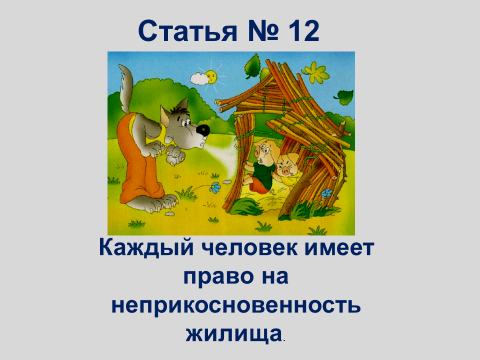 Статья № 12
Каждый человек имеет
право на
неприкосновенность
жилища.